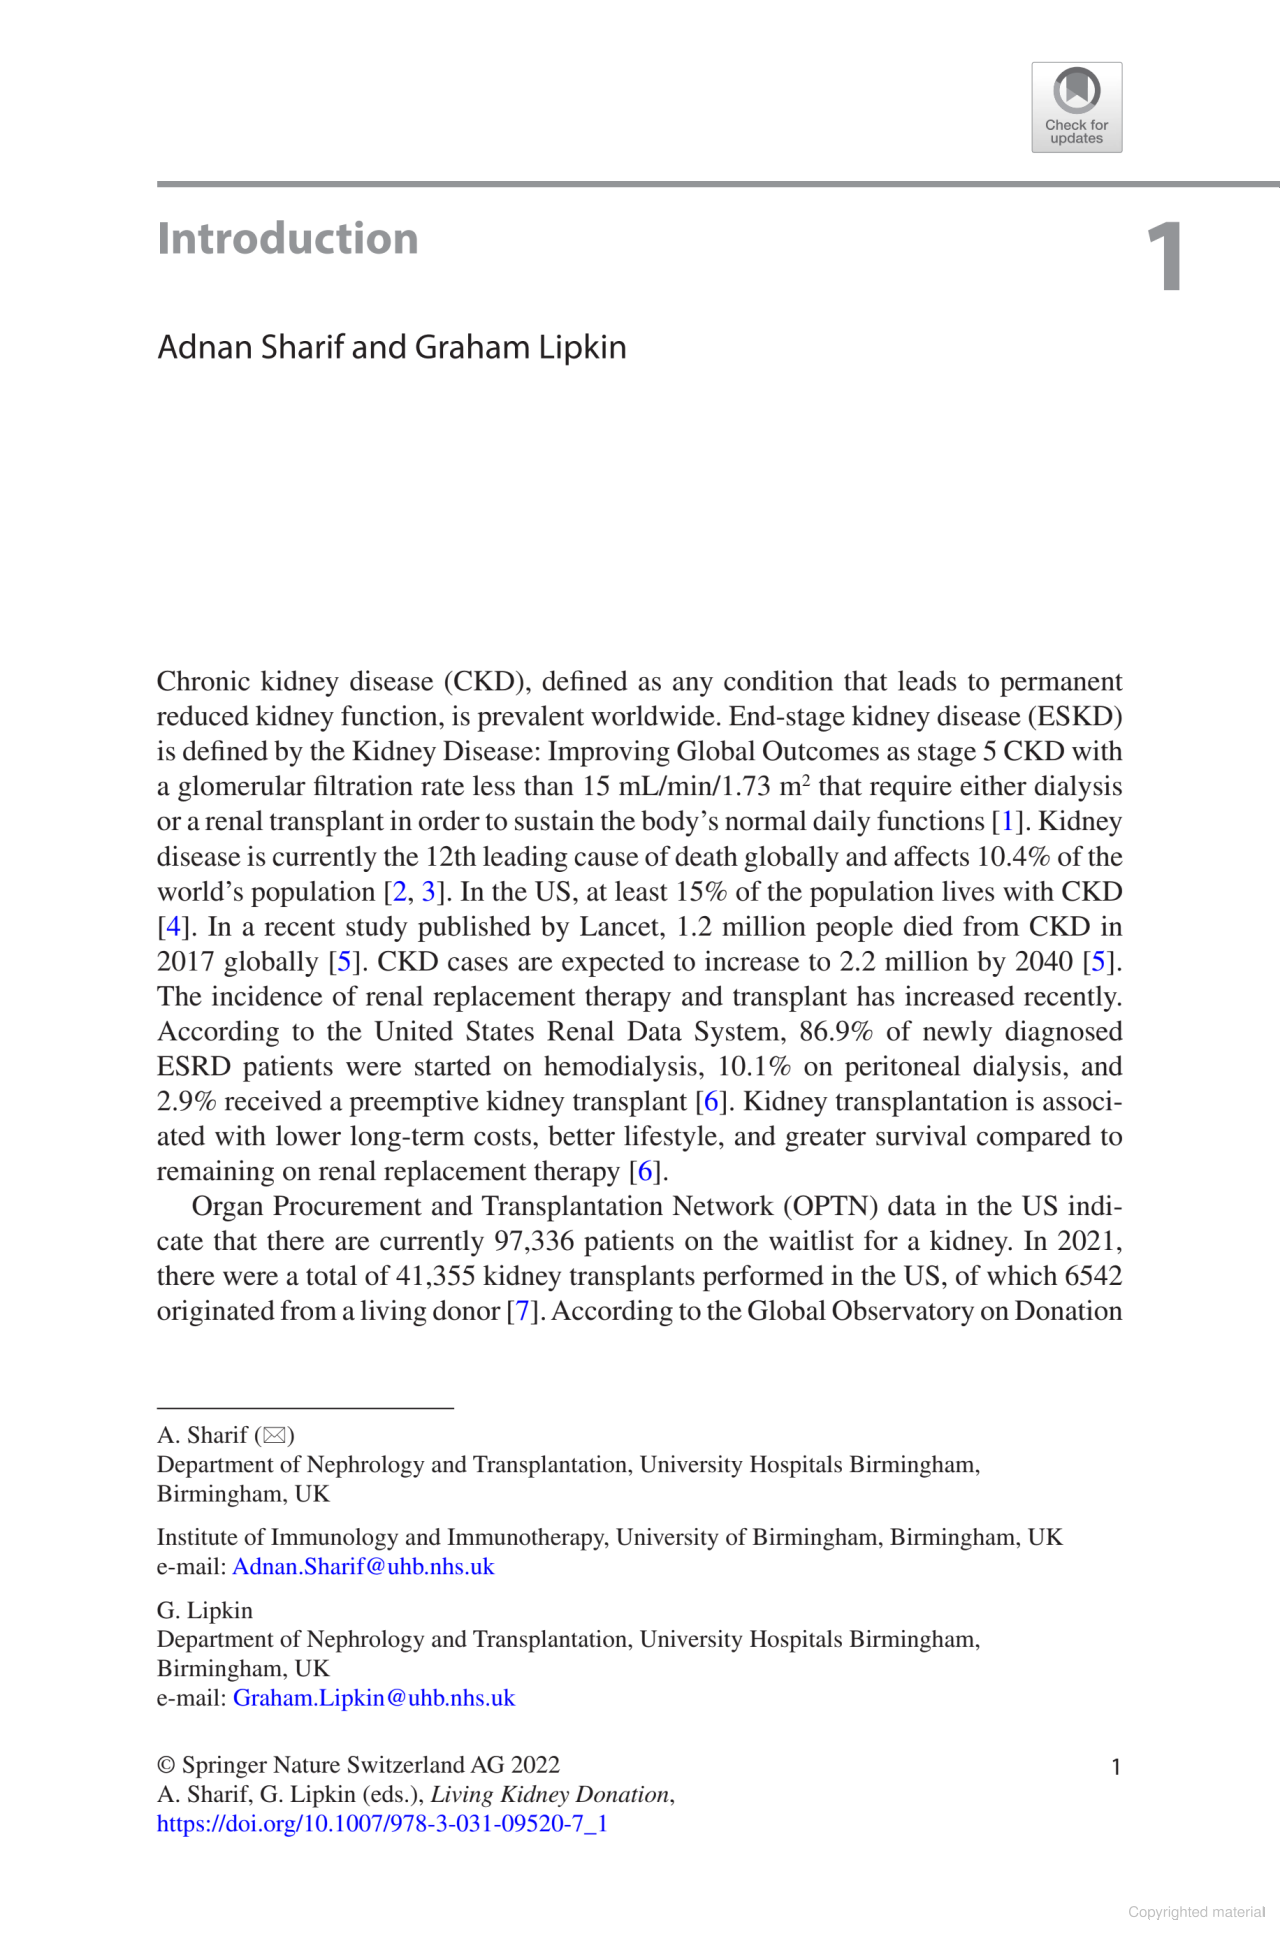 Check for
updates
Introduction
1
Adnan Sharif and Graham Lipkin
Chronic kidney disease (CKD), defined as any condition that leads to permanent
reduced kidney function, is prevalent worldwide. End-stage kidney disease (ESKD)
is defined by the Kidney Disease: Improving Global Outcomes as stage 5 CKD with
a glomerular filtration rate less than 15 mL/min/1.73 m² that require either dialysis
or a renal transplant in order to sustain the body’s normal daily functions [1]. Kidney
disease is currently the 12th leading cause of death globally and affects 10.4% of the
world’s population [2, 3]. In the US, at least 15% of the population lives with CKD
[4]. In a recent study published by Lancet, 1.2 million people died from CKD in
2017 globally [5]. CKD cases are expected to increase to 2.2 million by 2040 [5].
The incidence of renal replacement therapy and transplant has increased recently.
According to the United States Renal Data System, 86.9% of newly diagnosed
ESRD patients were started on hemodialysis, 10.1% on peritoneal dialysis, and
2.9% received a preemptive kidney transplant [6]. Kidney transplantation is associ-
ated with lower long-term costs, better lifestyle, and greater survival compared to
remaining on renal replacement therapy [6].
Organ Procurement and Transplantation Network (OPTN) data in the US indi-
cate that there are currently 97,336 patients on the waitlist for a kidney. In 2021,
there were a total of 41,355 kidney transplants performed in the US, of which 6542
originated from a living donor [7]. According to the Global Observatory on Donation
A. Sharif (✉)
Department of Nephrology and Transplantation, University Hospitals Birmingham,
Birmingham, UK
Institute of Immunology and Immunotherapy, University of Birmingham, Birmingham, UK
e-mail: Adnan.Sharif@uhb.nhs.uk
G. Lipkin
Department of Nephrology and Transplantation, University Hospitals Birmingham,
Birmingham, UK
e-mail: Graham.Lipkin@uhb.nhs.uk
© Springer Nature Switzerland AG 2022
1
A. Sharif, G. Lipkin (eds.), Living Kidney Donation,
https://doi.org/10.1007/978-3-031-09520-7_1
Copyrighted material